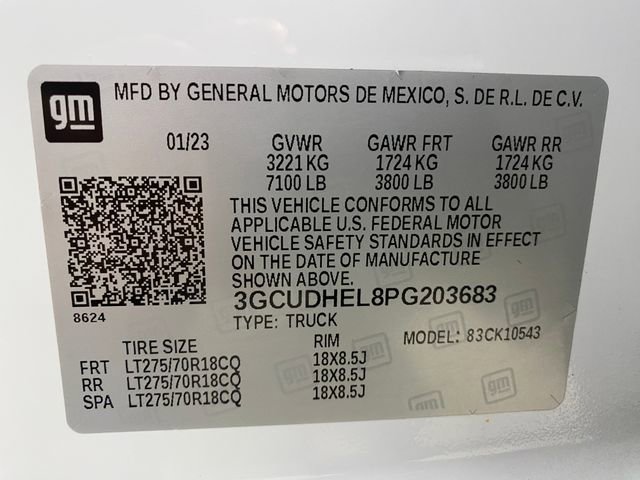 gm MFD BY GENERAL MOTORS DE MEXICO, S. DE R.L. DE C.V.
01/23 GVWR GAWR FRT GAWR RR
3221 KG 1724 KG 1724 KG
7100 LB 3800 LB 3800 LB
THIS VEHICLE CONFORMS TO ALL
APPLICABLE U.S. FEDERAL MOTOR
VEHICLE SAFETY STANDARDS IN EFFECT
ON THE DATE OF MANUFACTURE
SHOWN ABOVE.
8624 3GCUDHEL8PG203683
TYPE: TRUCK MODEL: 83CK10543
TIRE SIZE RIM
FRT LT275/70R18CQ 18X8.5J
RR LT275/70R18CQ 18X8.5J
SPA LT275/70R18CQ 18X8.5J